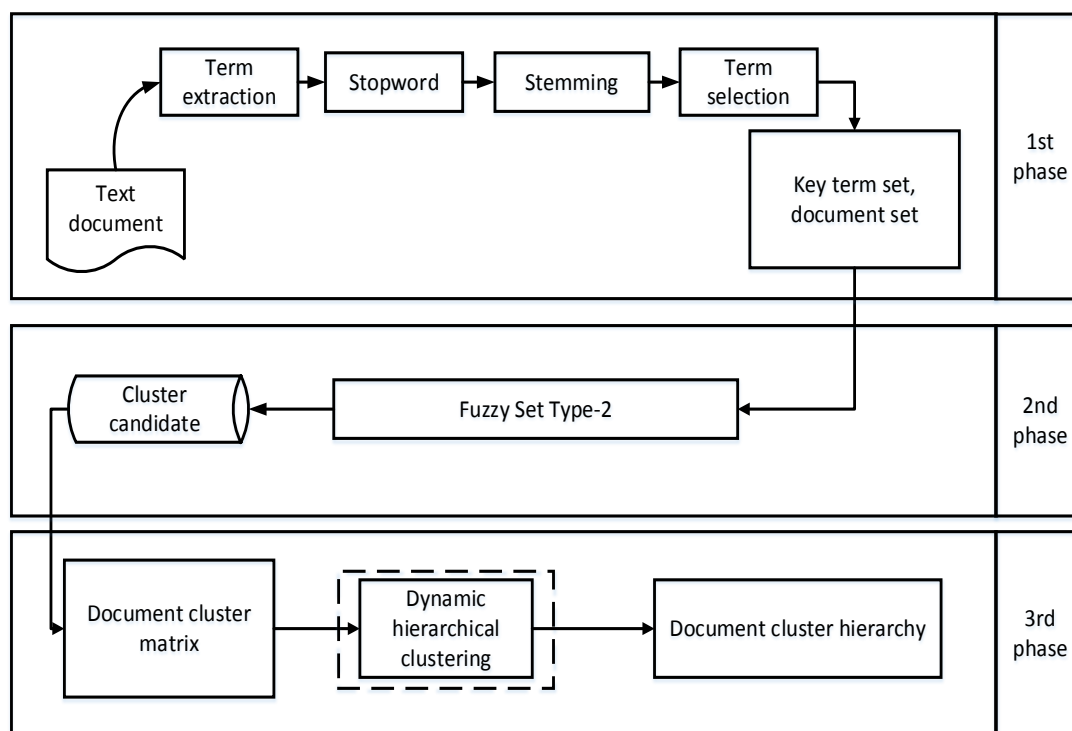 Term
extraction
Stopword
Stemming
Term
selection
Text
document
Key term set,
document set
1st
phase
Cluster
candidate
Fuzzy Set Type-2
2nd
phase
Document cluster
matrix
Dynamic
hierarchical
clustering
Document cluster hierarchy
3rd
phase